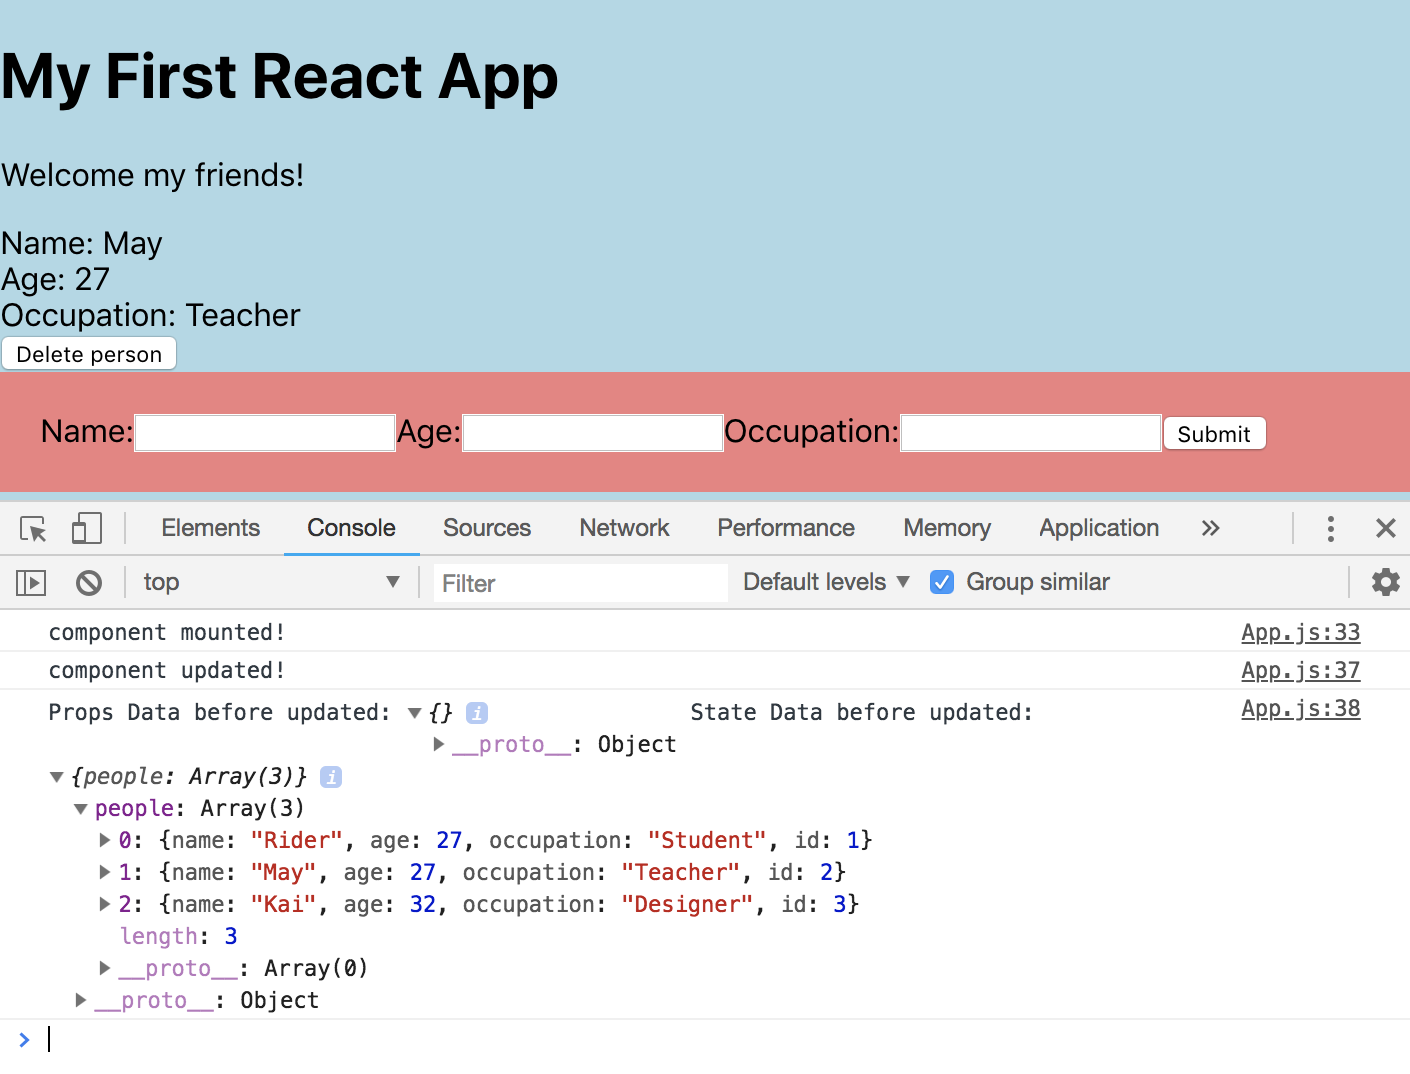 My First React App
Welcome my friends!
Name: May
Age: 27
Occupation: Teacher
Delete person
Name: Age: Occupation: Submit
Elements Console Sources Network Performance Memory Application
top Filter Default levels Group similar
component mounted! App.js:33
component updated! App.js:37
Props Data before updated: {} i State Data before updated: App.js:38
__proto__: Object
{people: Array(3)} i
people: Array(3)
0: {name: "Rider", age: 27, occupation: "Student", id: 1}
1: {name: "May", age: 27, occupation: "Teacher", id: 2}
2: {name: "Kai", age: 32, occupation: "Designer", id: 3}
length: 3
__proto__: Array(0)
__proto__: Object